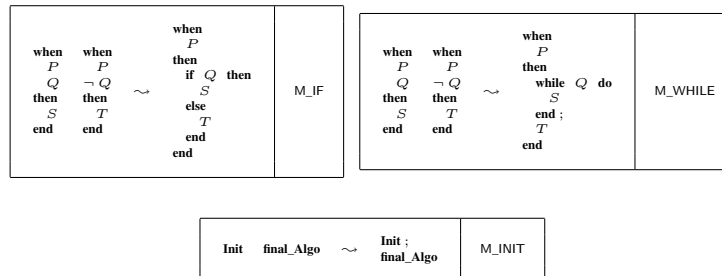 when
P
Q
then
S
end
when
P
¬ Q
then
T
end
⇝
when
P
then
if Q then
S
else
T
end
end
M_IF
when
P
Q
then
S
end
when
P
¬ Q
then
T
end
⇝
when
P
then
while Q do
S
end ;
T
end
M_WHILE
Init final_Algo ⇝ Init ;
final_Algo
M_INIT